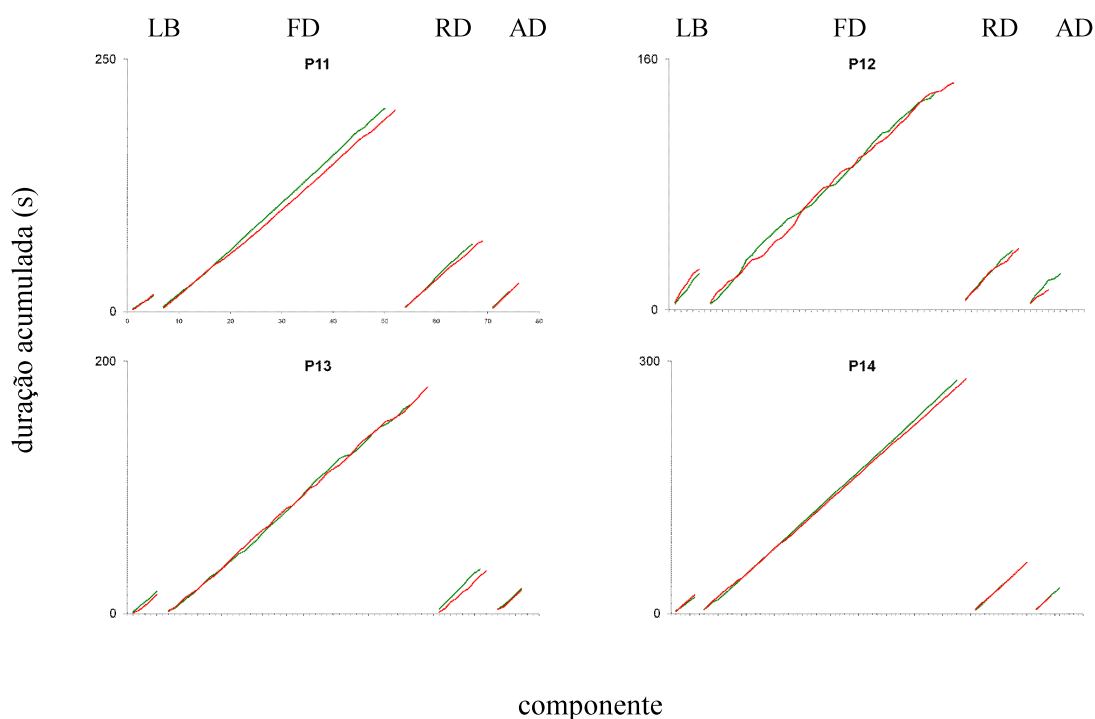 LB FD RD AD LB FD RD AD
250 P11 160 P12
0 0
0 10 20 30 40 50 60 70 80
duração acumulada (s)
200 P13 300 P14
0 0
componente